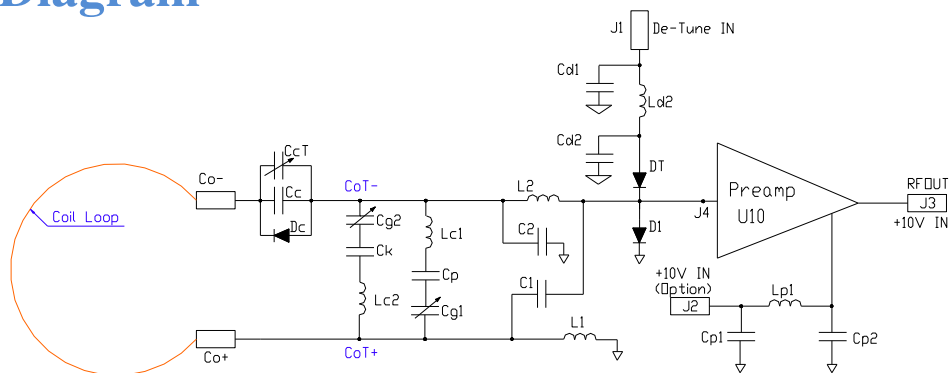 Diagram
J1
De-Tune IN
Cd1
Ld2
Cd2
CcT
Co-
Cc
CoT-
L2
DT
Preamp
U10
RFOUT
J3
+10V IN
J4
Coil Loop
Dc
Cg2
Lc1
C2
D1
Ck
Cp
C1
+10V IN
(Option)
J2
Lp1
Lc2
Cg1
L1
Cp1
Cp2
Co+
CoT+